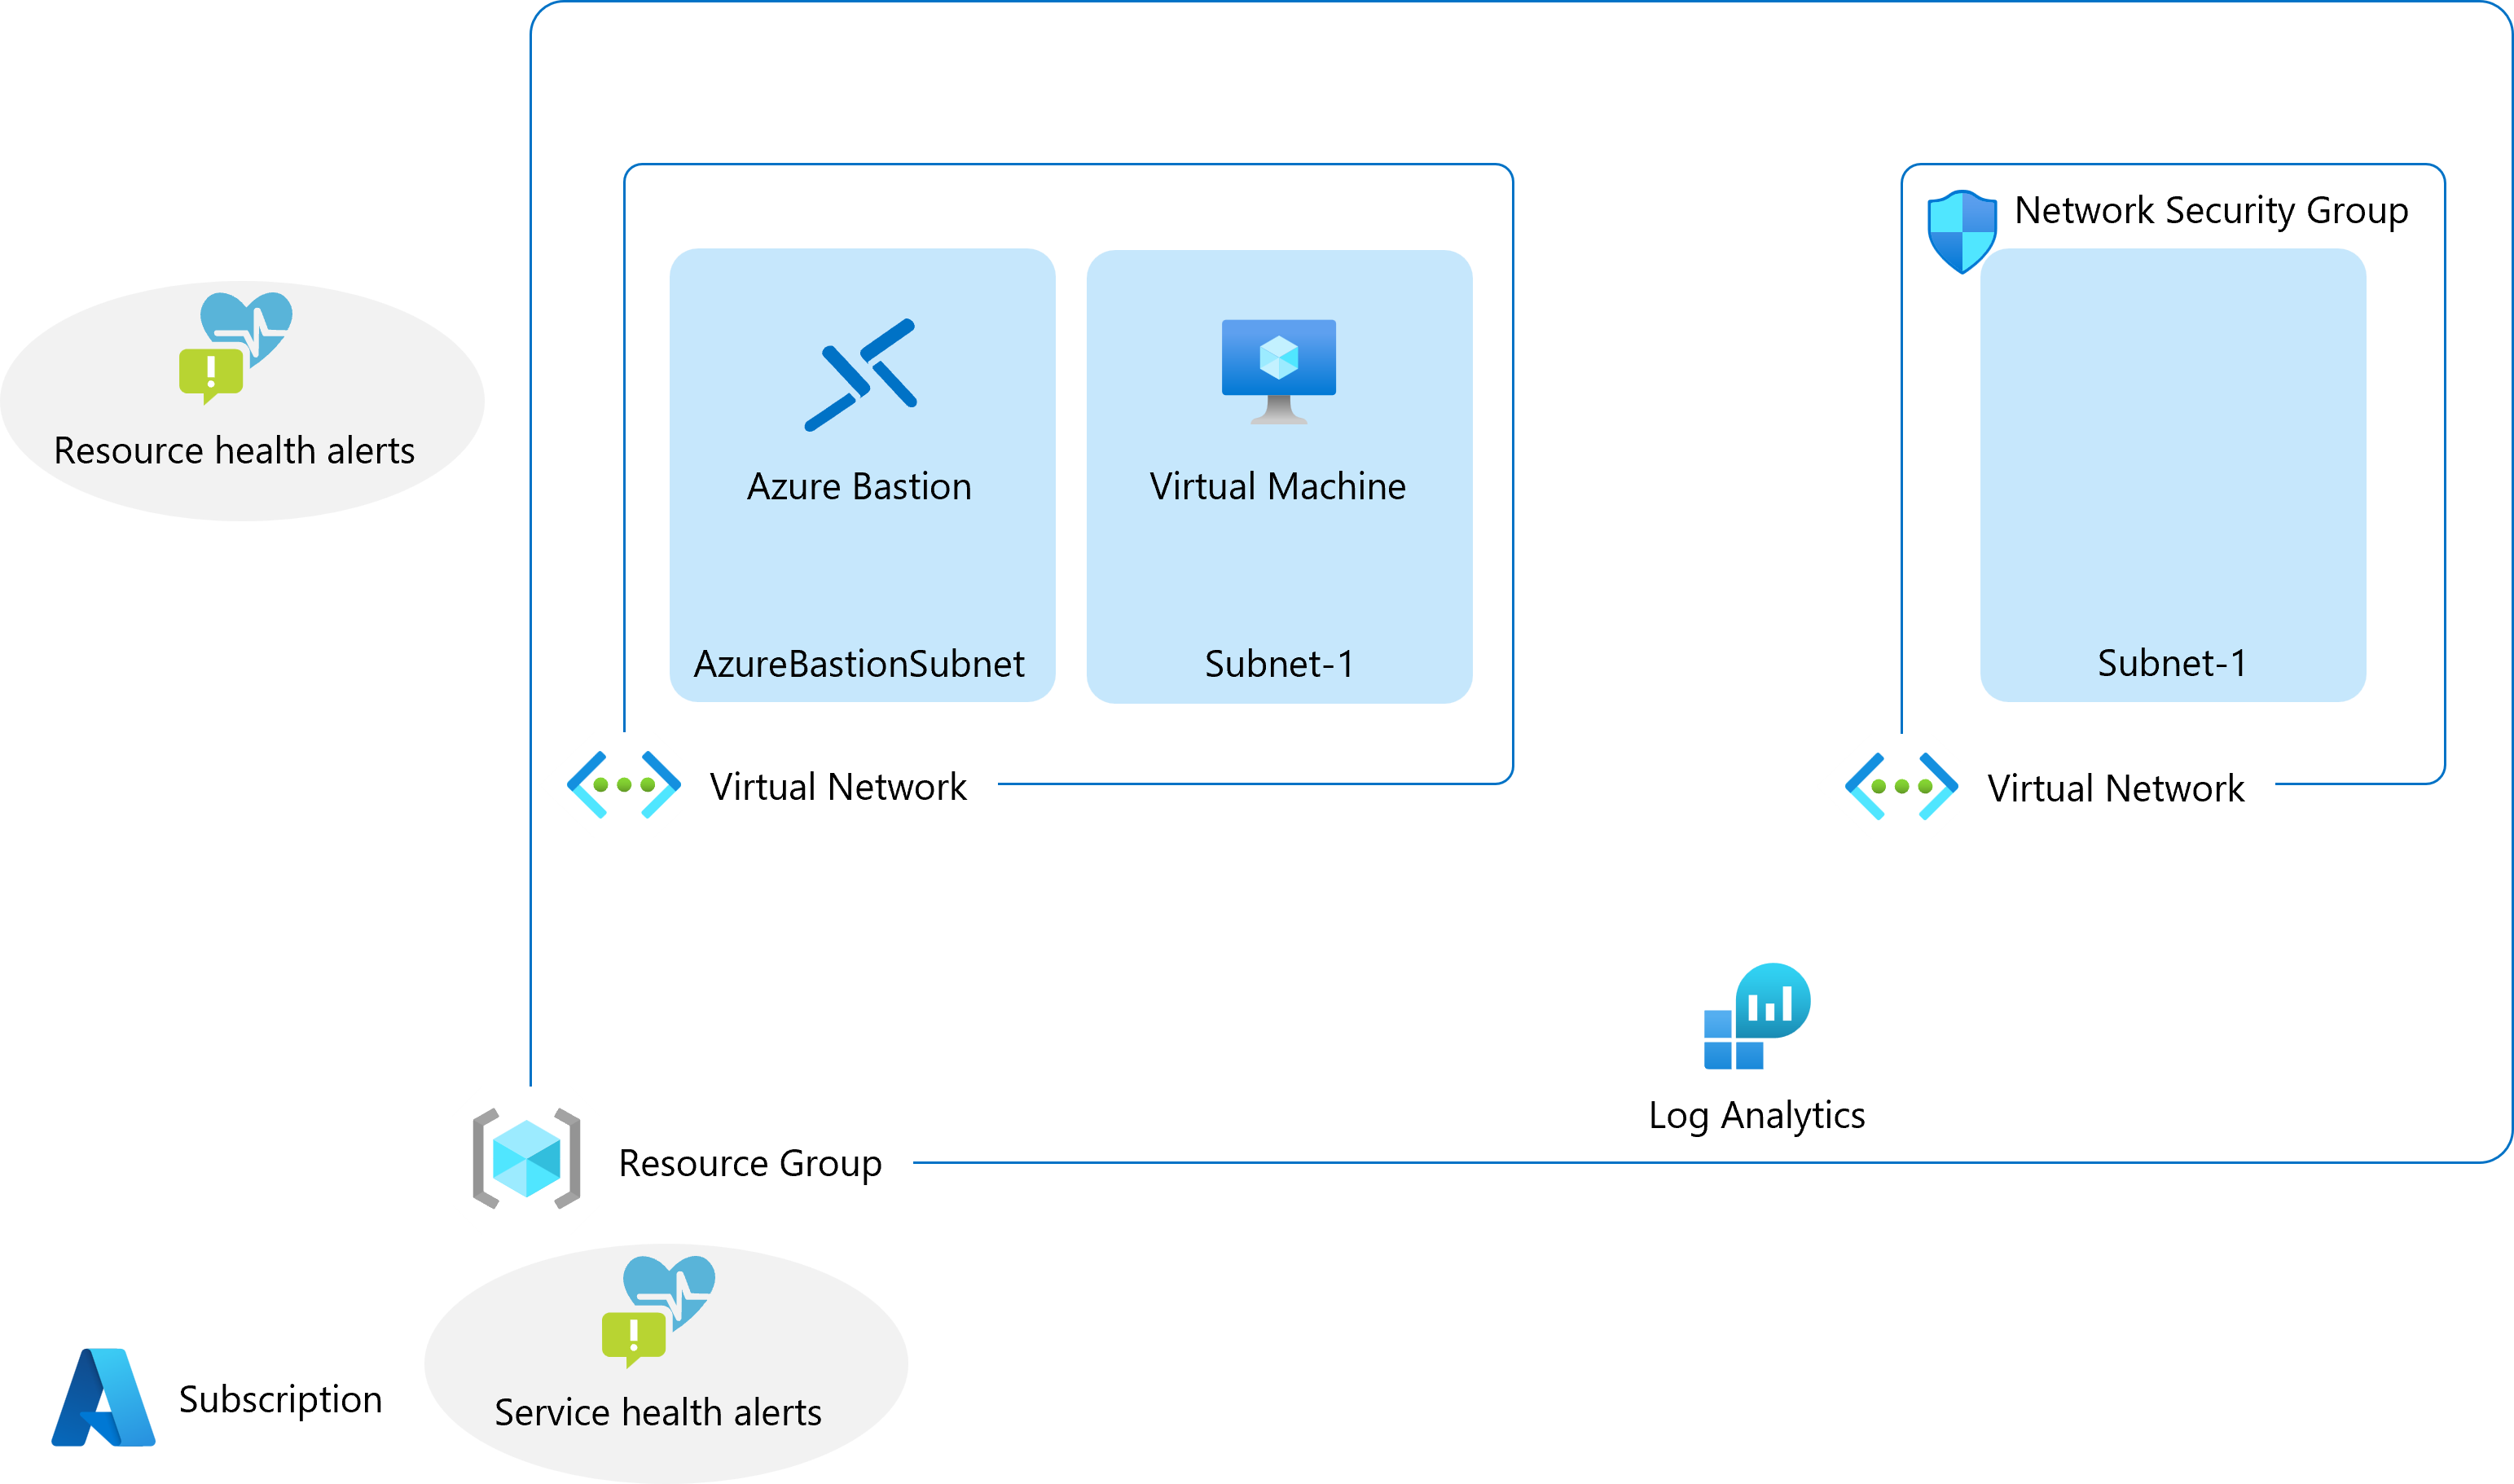 Network Security Group
Resource health alerts
Azure Bastion
Virtual Machine
AzureBastionSubnet
Subnet-1
Subnet-1
Virtual Network
Virtual Network
Log Analytics
Resource Group
Subscription
Service health alerts